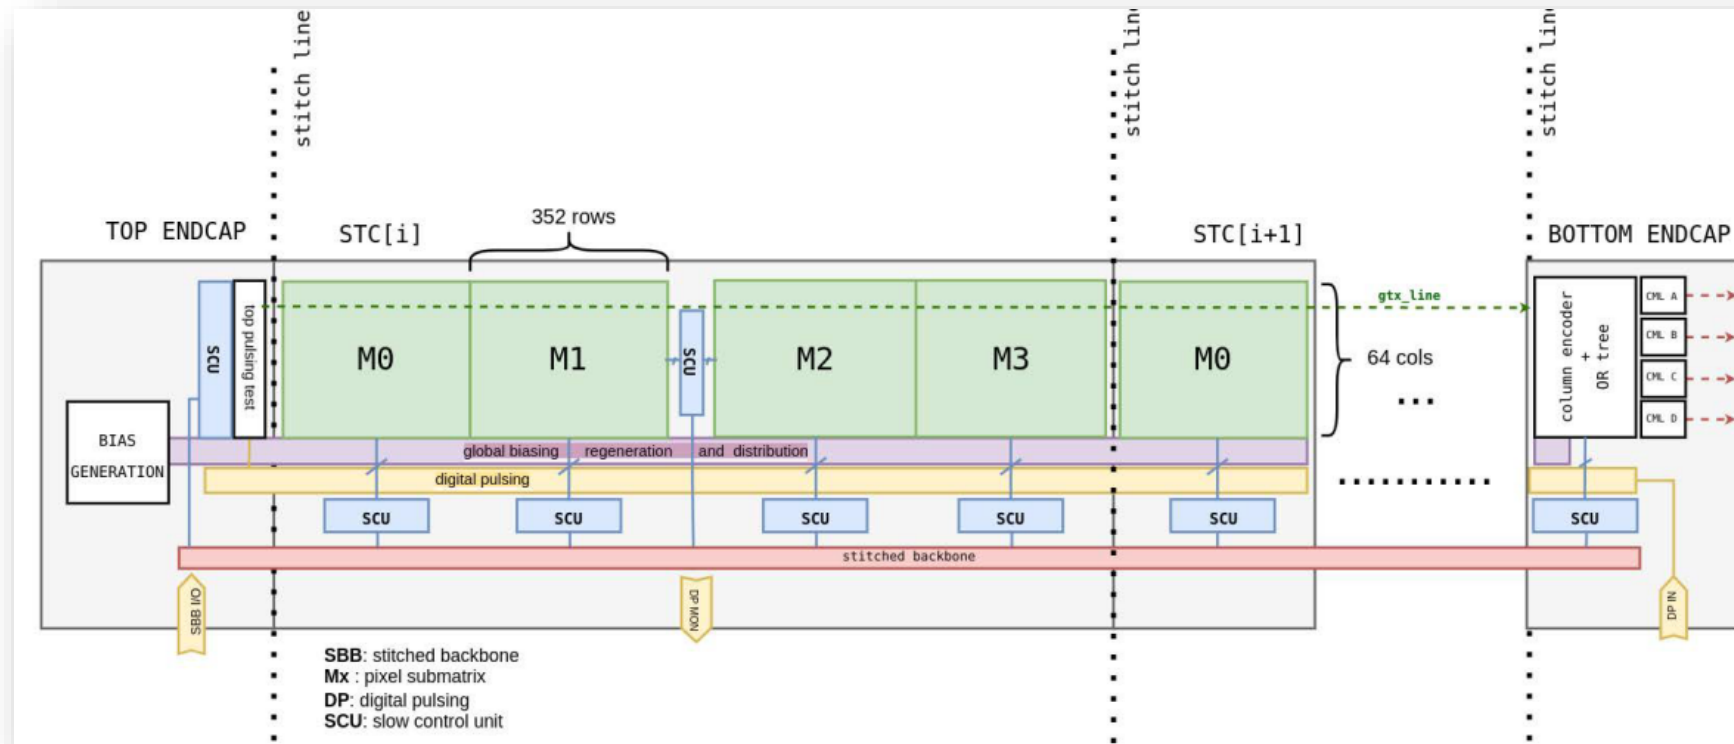 stitch line
stitch line
stitch line
TOP ENDCAP
STC[i]
352 rows
STC[i+1]
BOTTOM ENDCAP
SCU
top pulsing test
M0
M1
SCU
M2
M3
M0
gtx_line
64 cols
...
column encoder
+
OR tree
CML A
CML B
CML C
CML D
BIAS
GENERATION
global biasing regeneration and distribution
digital pulsing
...........
SCU
SCU
SCU
SCU
SCU
SCU
stitched backbone
SBB I/O
DP MON
DP IN
SBB: stitched backbone
Mx : pixel submatrix
DP: digital pulsing
SCU: slow control unit